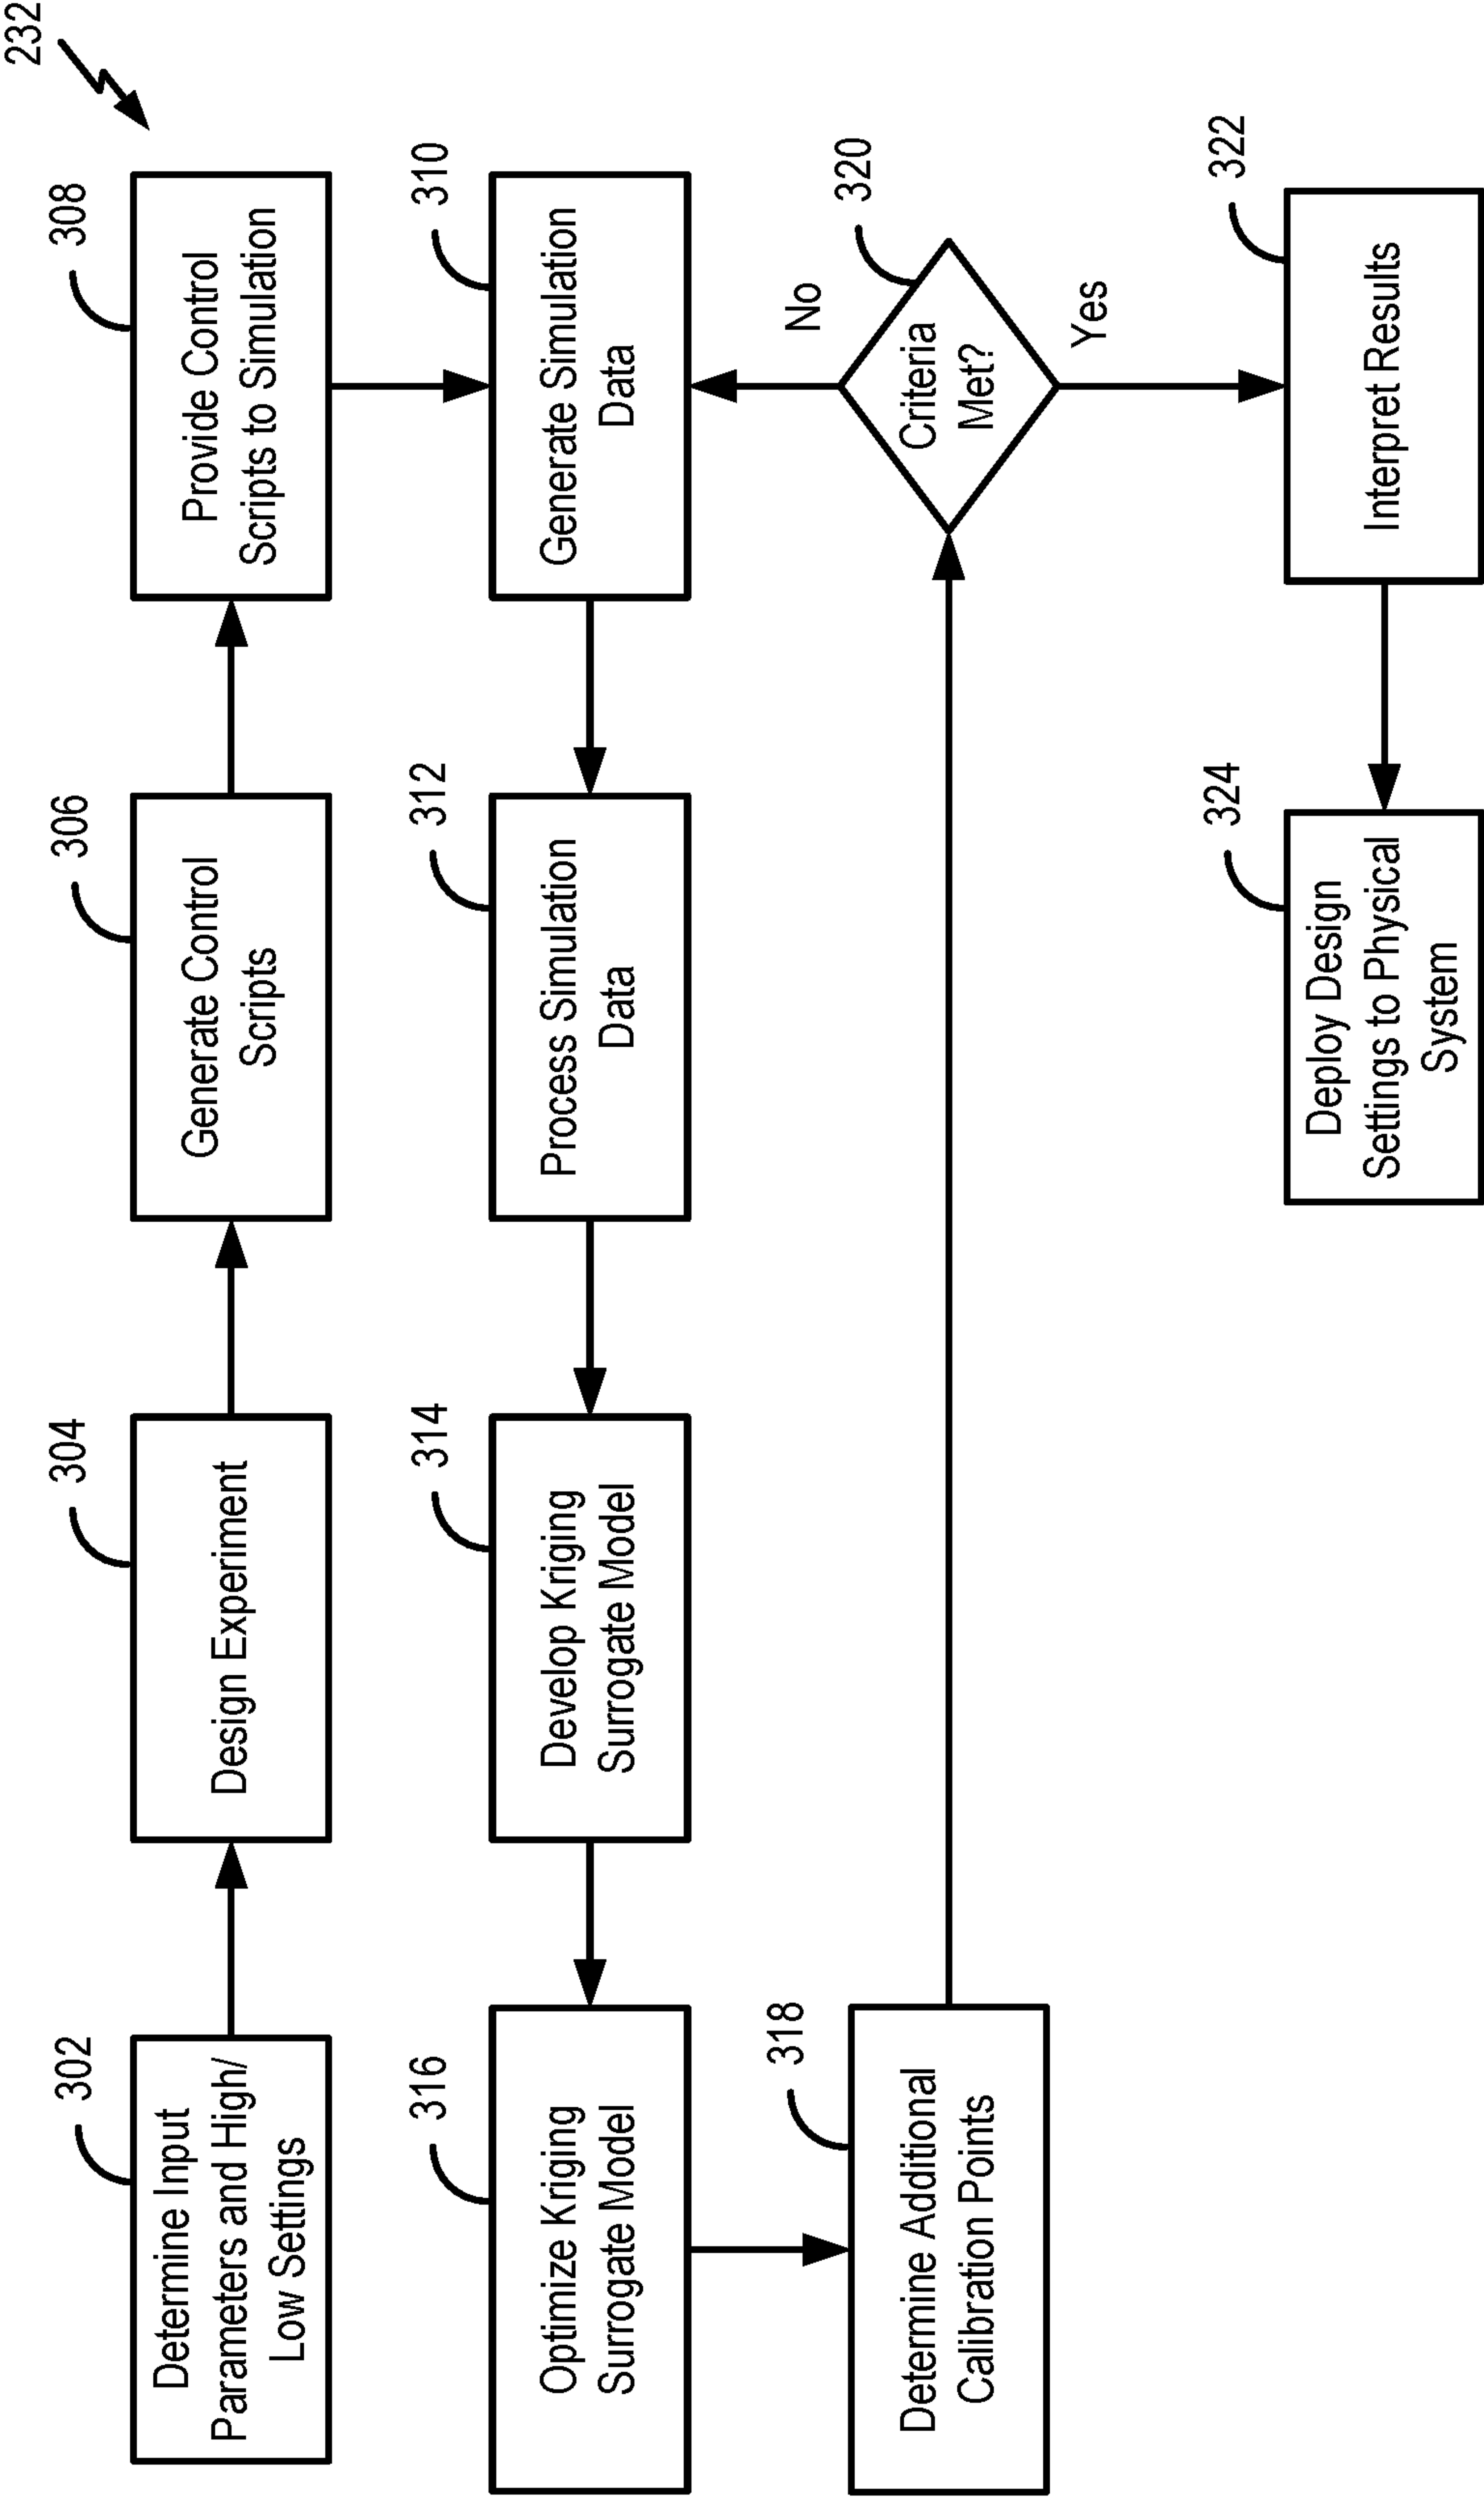 232
302
Determine Input
Parameters and High/
Low Settings
304
Design Experiment
306
Generate Control
Scripts
308
Provide Control
Scripts to Simulation
316
Optimize Kriging
Surrogate Model
314
Develop Kriging
Surrogate Model
312
Process Simulation
Data
310
Generate Simulation
Data
318
Determine Additional
Calibration Points
320
Criteria
Met?
No
Yes
324
Deploy Design
Settings to Physical
System
322
Interpret Results